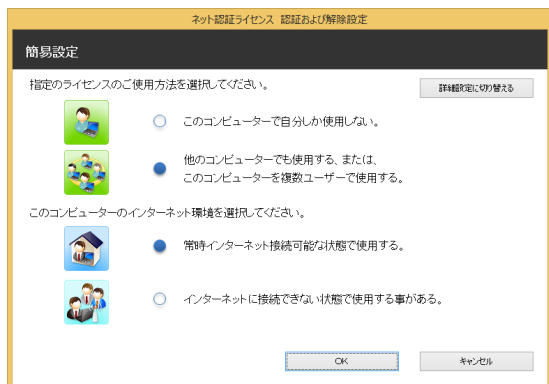 ネット認証ライセンス 認証および解除設定
簡易設定
指定のライセンスのご使用方法を選択してください。
詳細設定に切り替える
このコンピューターで自分しか使用しない。
他のコンピューターでも使用する、または、
このコンピューターを複数ユーザーで使用する。
このコンピューターのインターネット環境を選択してください。
常時インターネット接続可能な状態で使用する。
インターネットに接続できない状態で使用する事がある。
OK
キャンセル